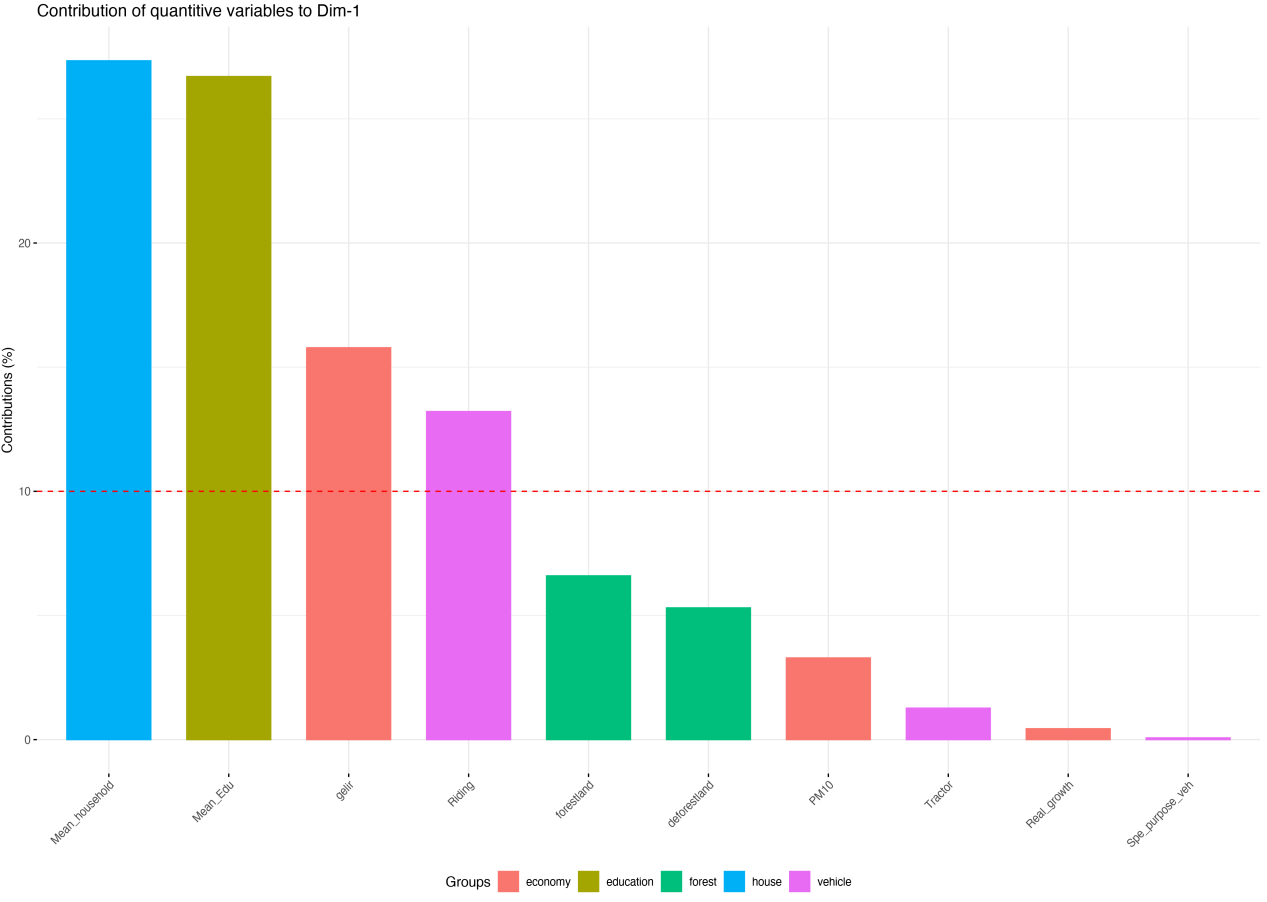 Contribution of quantitive variables to Dim-1
Contributions (%)
20
10
0
Mean_household
Mean_Edu
gelir
Riding
forestland
deforestland
PM10
Tractor
Real_growth
Spe_purpose_veh
Groups economy education forest house vehicle